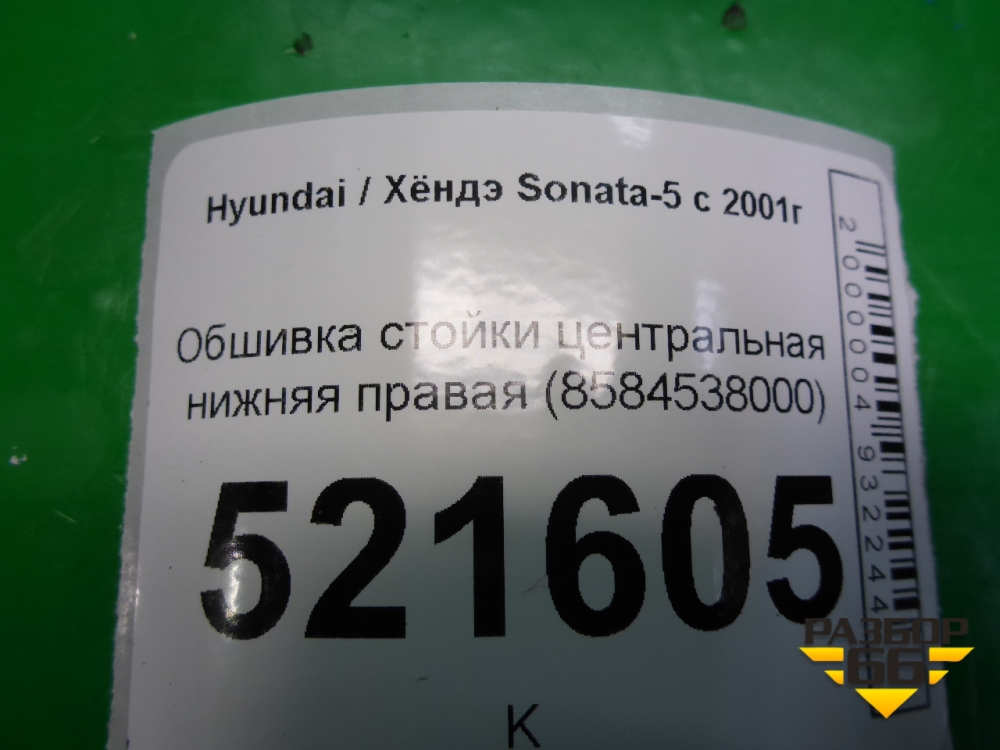 Hyundai / Хёндэ Sonata-5 с 2001г
Обшивка стойки центральная
нижняя правая (8584538000)
521605
К
2000004932244
РАЗБОР
66